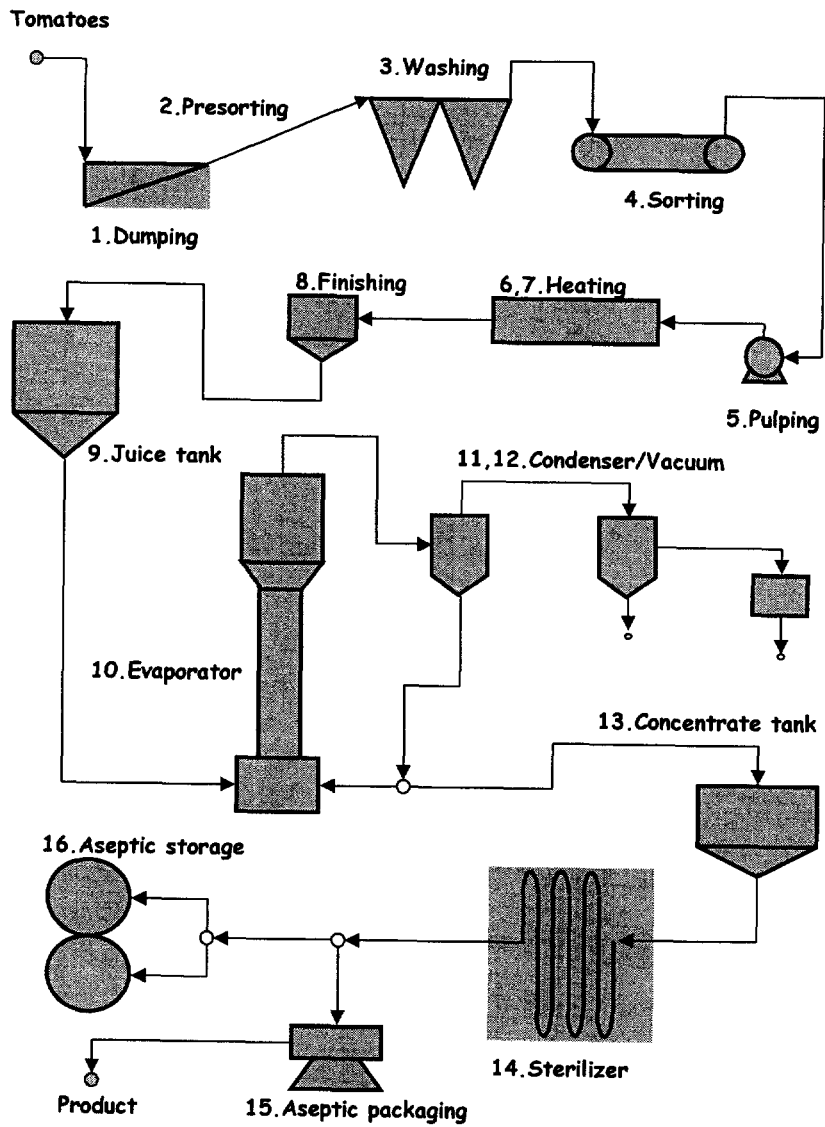 Tomatoes
3.Washing
2.Presorting
4.Sorting
1.Dumping
8.Finishing
6,7.Heating
5.Pulping
9.Juice tank
11,12.Condenser/Vacuum
10.Evaporator
13.Concentrate tank
16.Aseptic storage
14.Sterilizer
Product
15.Aseptic packaging